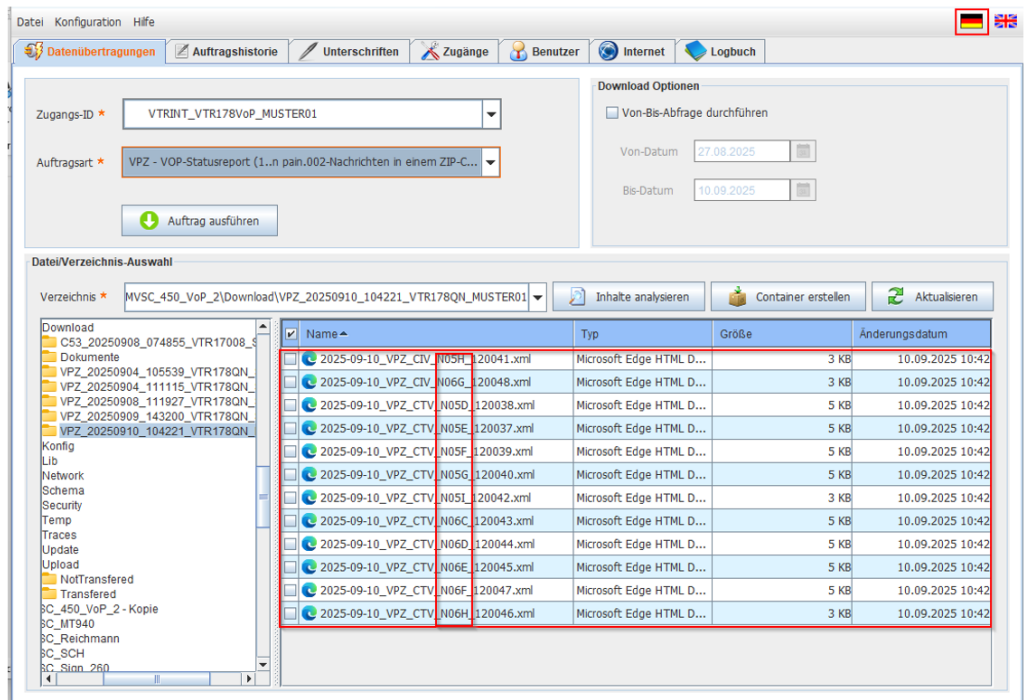 Datei Konfiguration Hilfe
Datenübertragungen Auftragshistorie Unterschriften Zugänge Benutzer Internet Logbuch
Zugangs-ID * VTRINT_VTR178VoP_MUSTER01
Auftragsart * VPZ - VOP-Statusreport (1..n pain.002-Nachrichten in einem ZIP-C...
Auftrag ausführen
Download Optionen
Von-Bis-Abfrage durchführen
Von-Datum 27.08.2025
Bis-Datum 10.09.2025
Datei/Verzeichnis-Auswahl
Verzeichnis * MVSC_450_VoP_2\Download\VPZ_20250910_104221_VTR178QN_MUSTER01 Inhalte analysieren Container erstellen Aktualisieren
Download
C53_20250908_074855_VTR17008_S
Dokumente
VPZ_20250904_105539_VTR178QN_
VPZ_20250904_111115_VTR178QN_
VPZ_20250908_111927_VTR178QN_
VPZ_20250909_143200_VTR178QN_
VPZ_20250910_104221_VTR178QN_
Konfig
Lib
Network
Schema
Security
Temp
Traces
Update
Upload
NotTransfered
Transfered
SC_450_VoP_2 - Kopie
SC_MT940
SC_Reichmann
SC_SCH
SC_Sign_260
Name Typ Größe Änderungsdatum
2025-09-10_VPZ_CIV_N05H_120041.xml Microsoft Edge HTML D... 3 KB 10.09.2025 10:42
2025-09-10_VPZ_CIV_N06G_120048.xml Microsoft Edge HTML D... 3 KB 10.09.2025 10:42
2025-09-10_VPZ_CTV_N05D_120038.xml Microsoft Edge HTML D... 5 KB 10.09.2025 10:42
2025-09-10_VPZ_CTV_N05E_120037.xml Microsoft Edge HTML D... 5 KB 10.09.2025 10:42
2025-09-10_VPZ_CTV_N05F_120039.xml Microsoft Edge HTML D... 5 KB 10.09.2025 10:42
2025-09-10_VPZ_CTV_N05G_120040.xml Microsoft Edge HTML D... 5 KB 10.09.2025 10:42
2025-09-10_VPZ_CTV_N05I_120042.xml Microsoft Edge HTML D... 3 KB 10.09.2025 10:42
2025-09-10_VPZ_CTV_N06C_120043.xml Microsoft Edge HTML D... 5 KB 10.09.2025 10:42
2025-09-10_VPZ_CTV_N06D_120044.xml Microsoft Edge HTML D... 5 KB 10.09.2025 10:42
2025-09-10_VPZ_CTV_N06E_120045.xml Microsoft Edge HTML D... 5 KB 10.09.2025 10:42
2025-09-10_VPZ_CTV_N06F_120047.xml Microsoft Edge HTML D... 5 KB 10.09.2025 10:42
2025-09-10_VPZ_CTV_N06H_120046.xml Microsoft Edge HTML D... 3 KB 10.09.2025 10:42